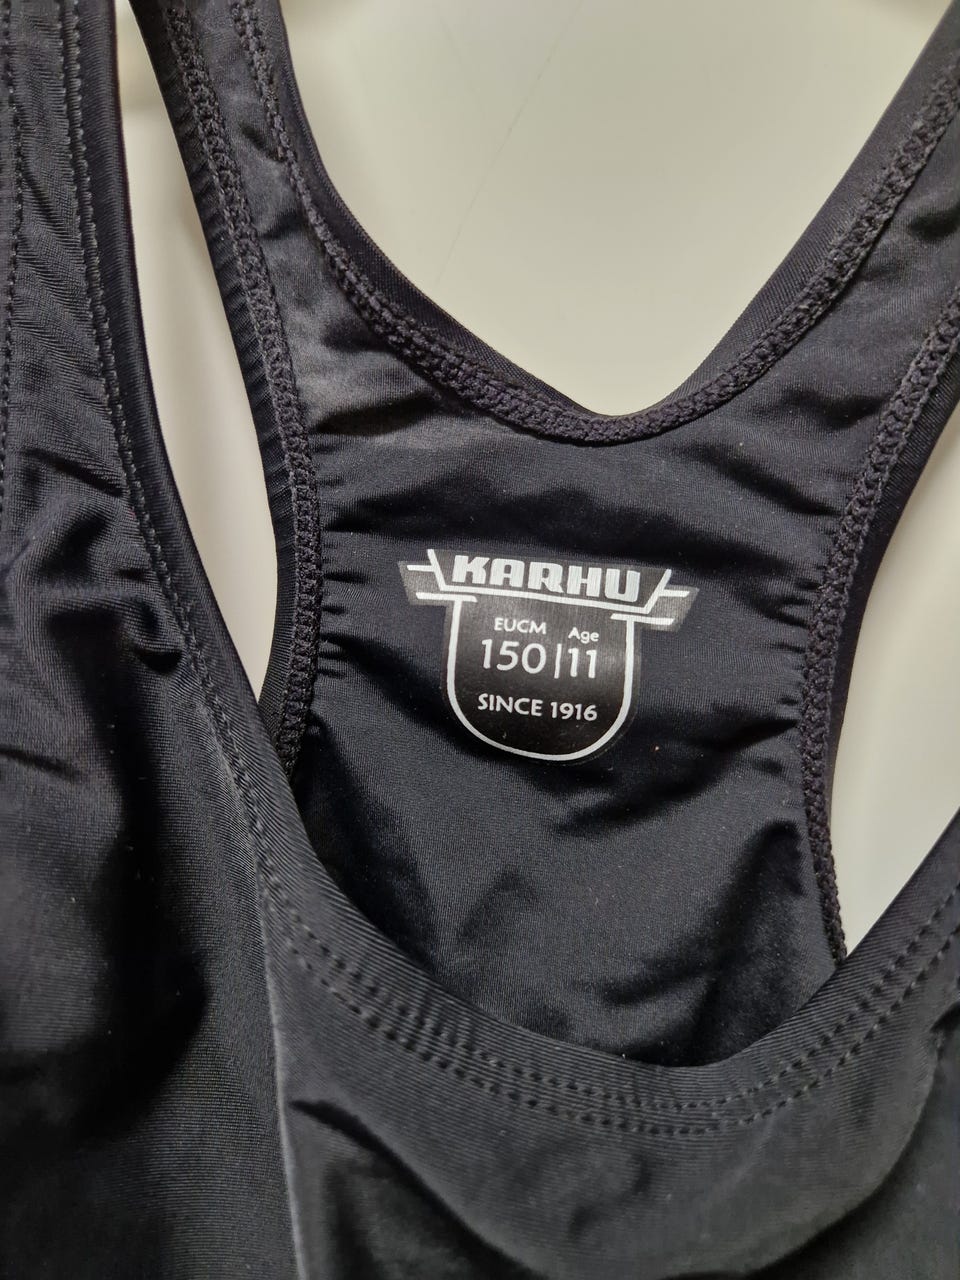 KARHU
EUCM Age
150|11
SINCE 1916